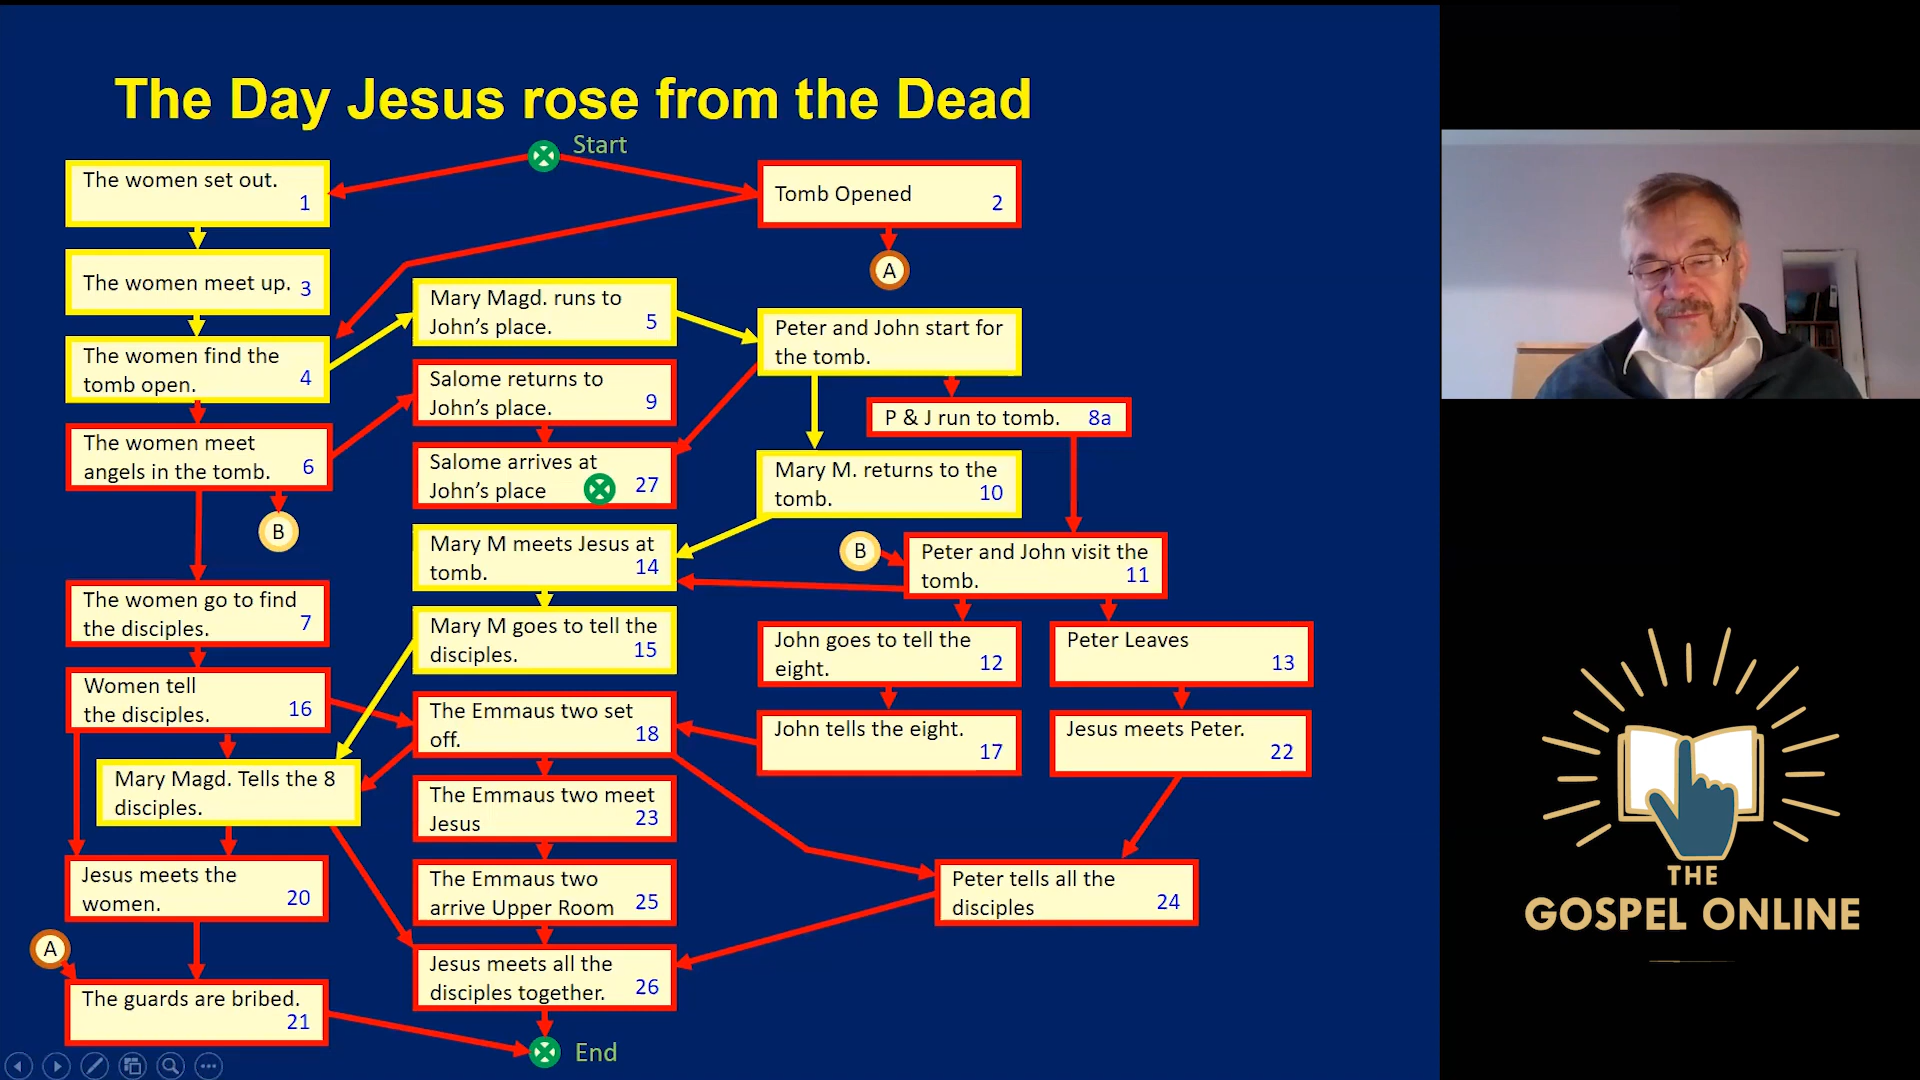 The Day Jesus rose from the Dead
Start
The women set out.
1
Tomb Opened
2
A
The women meet up.
3
Mary Magd. runs to
John's place.
5
Peter and John start for
the tomb.
The women find the
tomb open.
4
Salome returns to
John's place.
9
P & J run to tomb.
8a
The women meet
angels in the tomb.
6
Salome arrives at
John's place
27
Mary M. returns to the
tomb.
10
B
Mary M meets Jesus at
tomb.
14
B
Peter and John visit the
tomb.
11
The women go to find
the disciples.
7
Mary M goes to tell the
disciples.
15
John goes to tell the
eight.
12
Peter Leaves
13
Women tell
the disciples.
16
The Emmaus two set
off.
18
John tells the eight.
17
Jesus meets Peter.
22
Mary Magd. Tells the 8
disciples.
The Emmaus two meet
Jesus
23
Jesus meets the
women.
20
The Emmaus two
arrive Upper Room
25
Peter tells all the
disciples
24
A
The guards are bribed.
21
Jesus meets all the
disciples together.
26
End
THE
GOSPEL ONLINE